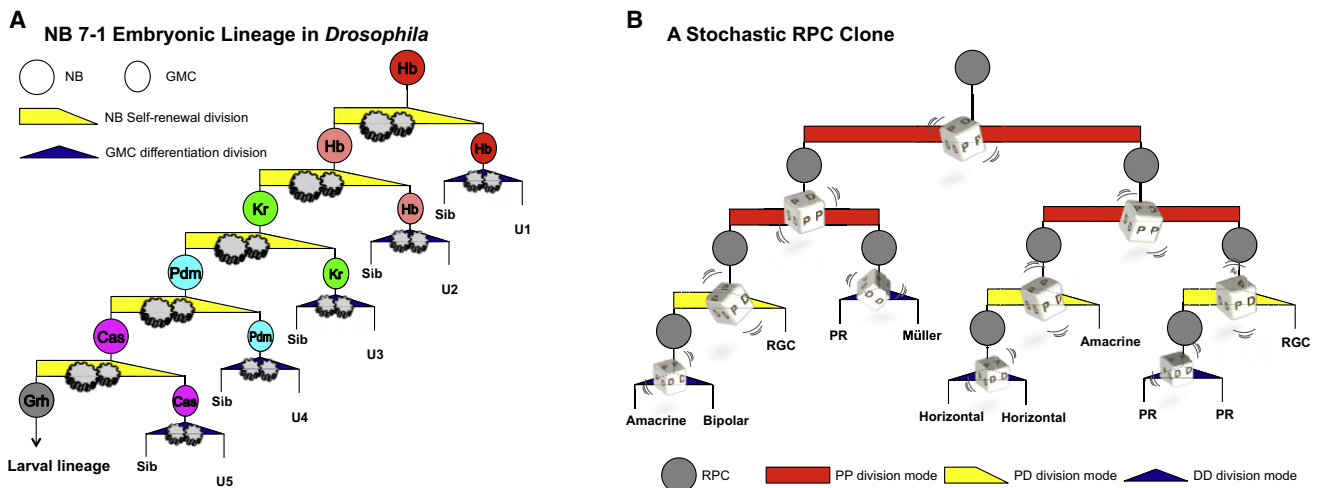 A
NB 7-1 Embryonic Lineage in Drosophila
NB
GMC
NB Self-renewal division
GMC differentiation division
Hb
Hb
Hb
Sib
U1
Kr
Hb
Sib
U2
Pdm
Kr
Sib
U3
Cas
Pdm
Sib
U4
Grh
Cas
Sib
U5
Larval lineage
B
A Stochastic RPC Clone
P D
P P
P D
P P
P D
P P
P D
P D
D D
P D
P D
RGC
PR
Müller
Amacrine
RGC
D D
D D
D D
Amacrine
Bipolar
Horizontal
Horizontal
PR
PR
RPC
PP division mode
PD division mode
DD division mode